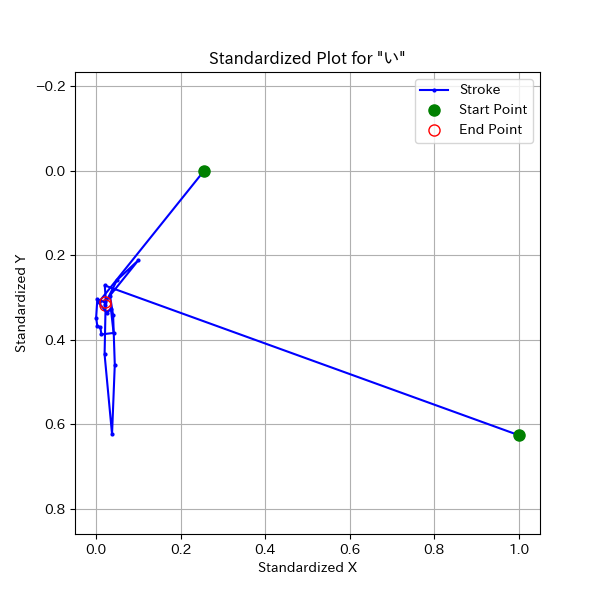 Standardized Plot for "い"
Stroke
Start Point
End Point
Standardized Y
−0.2
0.0
0.2
0.4
0.6
0.8
0.0 0.2 0.4 0.6 0.8 1.0
Standardized X